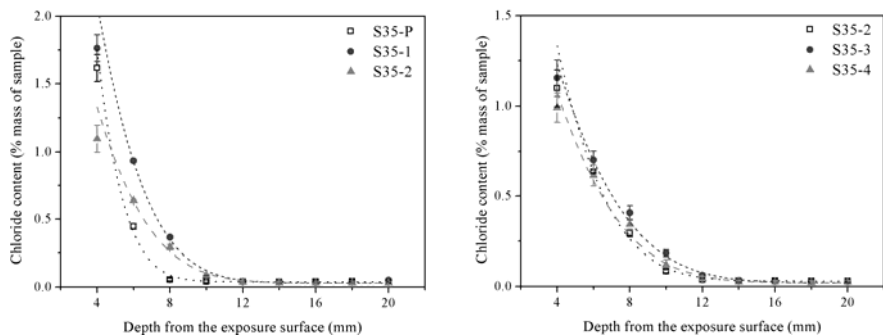 2.0
1.5
1.0
0.5
0.0
Chloride content (% mass of sample)
S35-P
S35-1
S35-2
4 8 12 16 20
Depth from the exposure surface (mm)
1.5
1.0
0.5
0.0
Chloride content (% mass of sample)
S35-2
S35-3
S35-4
4 8 12 16 20
Depth from the exposure surface (mm)